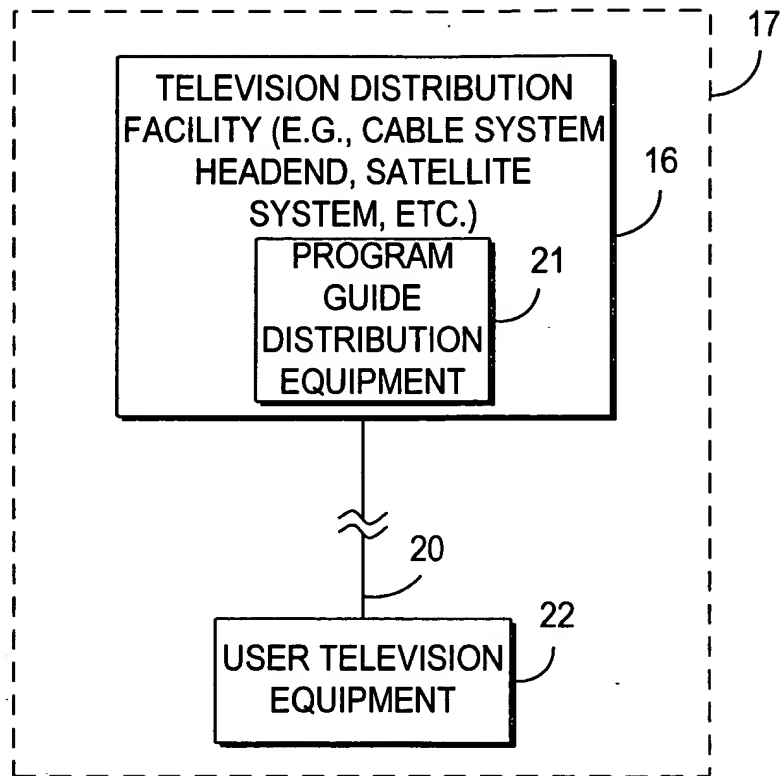 17
TELEVISION DISTRIBUTION
FACILITY (E.G., CABLE SYSTEM
HEADEND, SATELLITE
SYSTEM, ETC.)
16
PROGRAM
GUIDE
DISTRIBUTION
EQUIPMENT
21
20
22
USER TELEVISION
EQUIPMENT